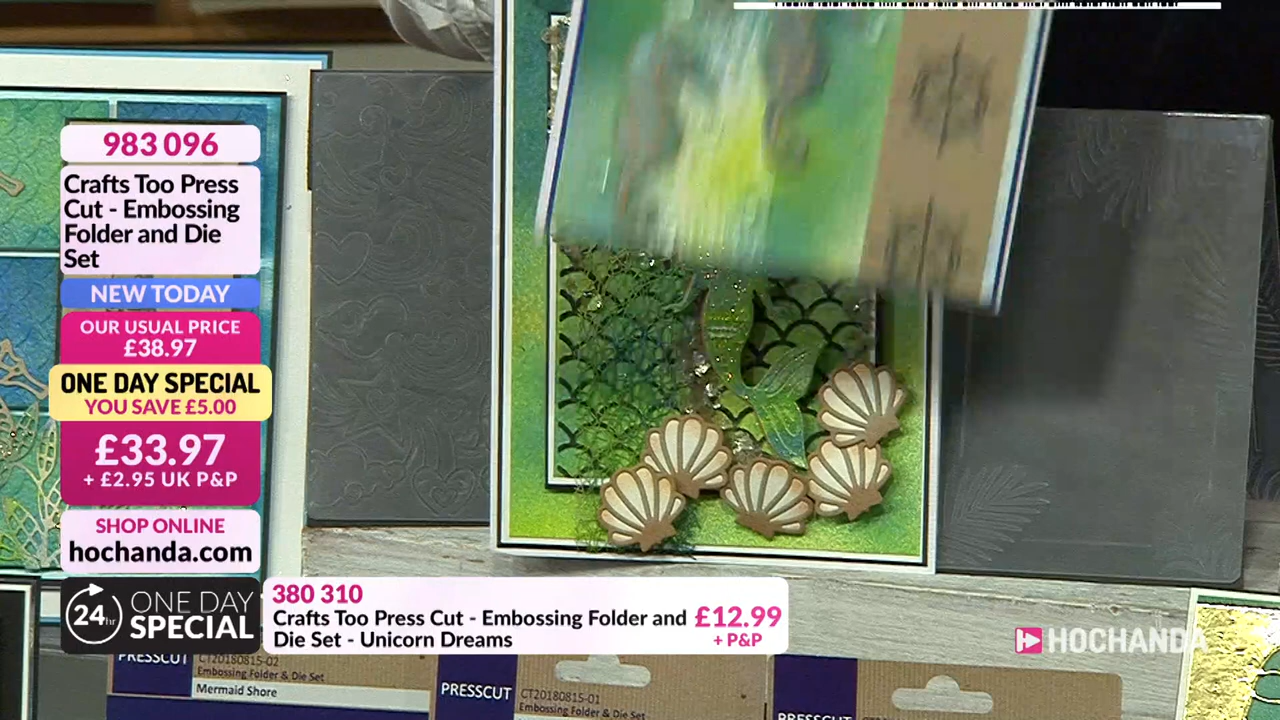 983 096
Crafts Too Press
Cut - Embossing
Folder and Die
Set
NEW TODAY
OUR USUAL PRICE
£38.97
ONE DAY SPECIAL
YOU SAVE £5.00
£33.97
+ £2.95 UK P&P
SHOP ONLINE
hochanda.com
24hr
ONE DAY
SPECIAL
380 310
Crafts Too Press Cut - Embossing Folder and
Die Set - Unicorn Dreams
£12.99
+ P&P
HOCHANDA
PRESSCUT
CT20180815-02
Embossing Folder & Die Set
Mermaid Shore
PRESSCUT
CT20180815-01
Embossing Folder & Die Set
PRESSCUT